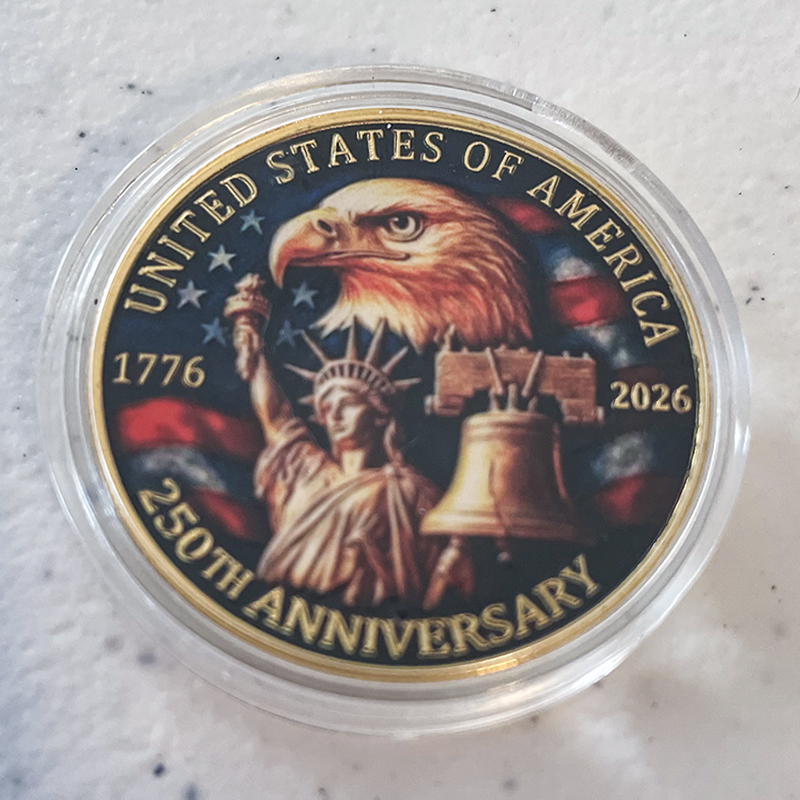 UNITED STATES OF AMERICA
1776
2026
250TH ANNIVERSARY